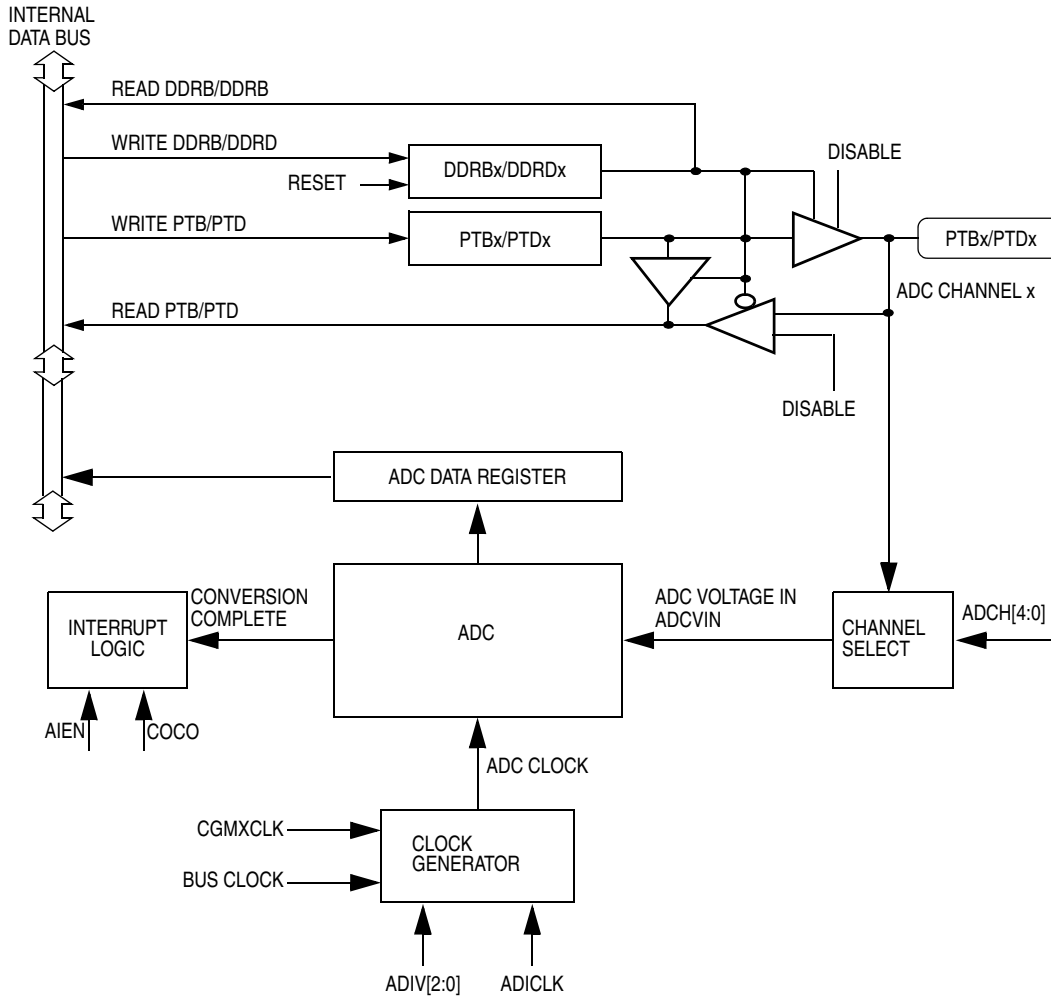 INTERNAL
DATA BUS
READ DDRB/DDRB
WRITE DDRB/DDRD
RESET
DDRBx/DDRDx
DISABLE
WRITE PTB/PTD
PTBx/PTDx
PTBx/PTDx
ADC CHANNEL x
READ PTB/PTD
DISABLE
ADC DATA REGISTER
INTERRUPT
LOGIC
CONVERSION
COMPLETE
ADC
ADC VOLTAGE IN
ADCVIN
CHANNEL
SELECT
ADCH[4:0]
AIEN
COCO
ADC CLOCK
CGMXCLK
BUS CLOCK
CLOCK
GENERATOR
ADIV[2:0]
ADICLK